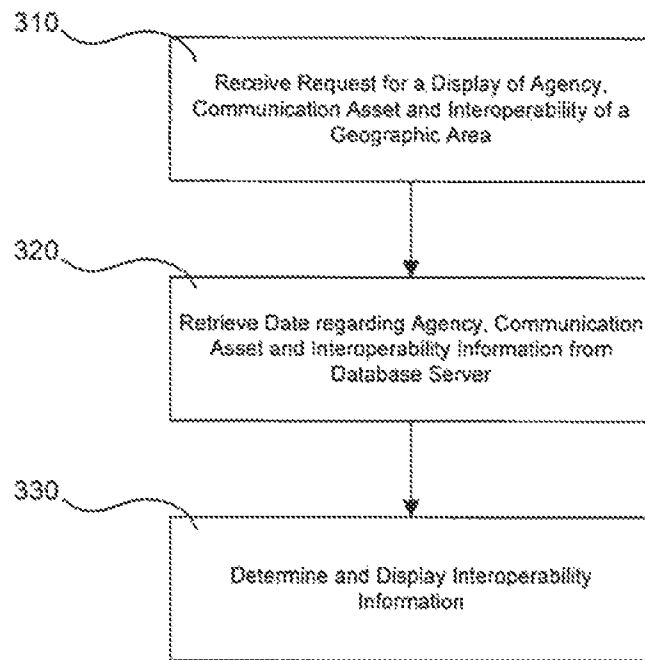 310
Receive Request for a Display of Agency,
Communication Asset and Interoperability of a
Geographic Area
320
Retrieve Date regarding Agency, Communication
Asset and Interoperability Information from
Database Server
330
Determine and Display Interoperability
Information